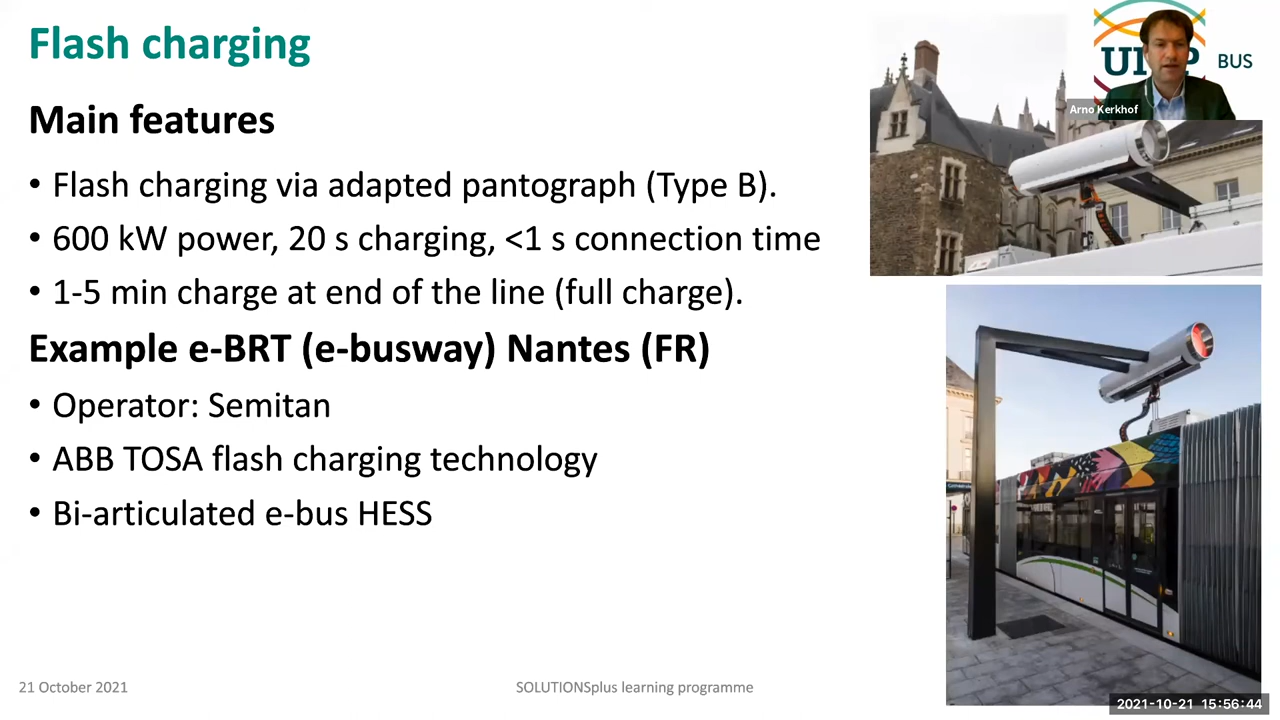 Flash charging
Main features
• Flash charging via adapted pantograph (Type B).
• 600 kW power, 20 s charging, <1 s connection time
• 1-5 min charge at end of the line (full charge).
Example e-BRT (e-busway) Nantes (FR)
• Operator: Semitan
• ABB TOSA flash charging technology
• Bi-articulated e-bus HESS
BUS
Arno Kerkhof
21 October 2021
SOLUTIONSplus learning programme
2021-10-21 15:56:44